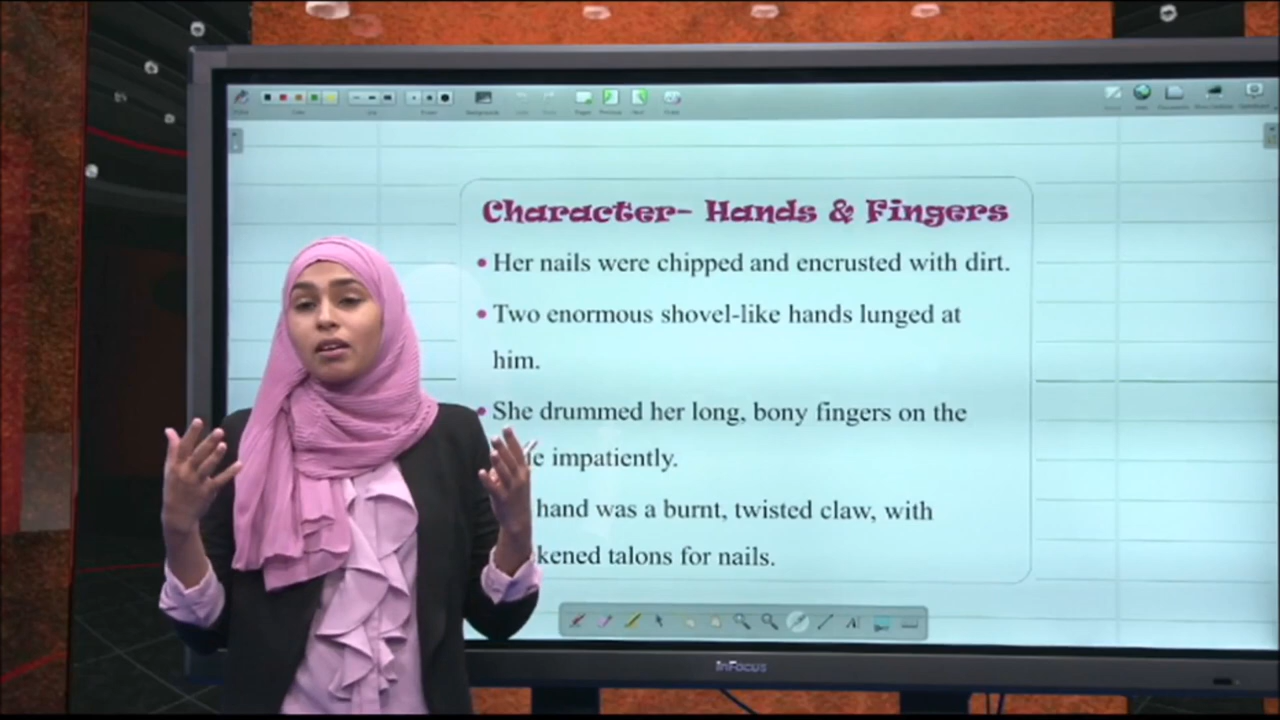 Character- Hands & Fingers
• Her nails were chipped and encrusted with dirt.
• Two enormous shovel-like hands lunged at
him.
• She drummed her long, bony fingers on the
impatiently.
hand was a burnt, twisted claw, with
kened talons for nails.
InFocus